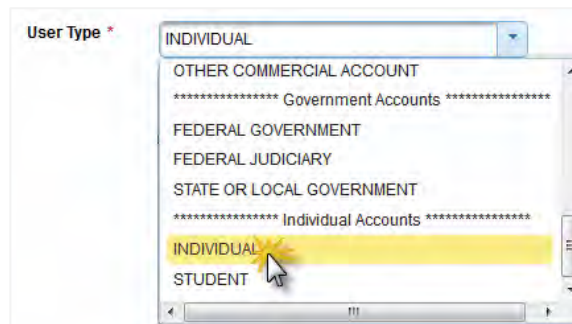 User Type *
INDIVIDUAL
OTHER COMMERCIAL ACCOUNT
**************** Government Accounts ****************
FEDERAL GOVERNMENT
FEDERAL JUDICIARY
STATE OR LOCAL GOVERNMENT
**************** Individual Accounts ****************
INDIVIDUAL
STUDENT